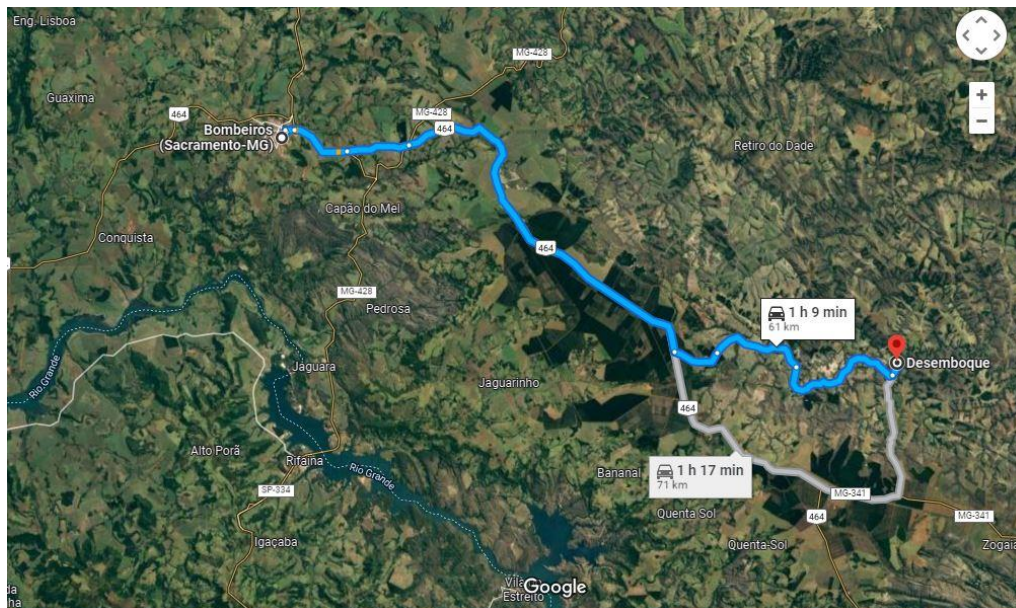 Eng. Lisboa
MG-428
Guaxima
464
MG-428
464
Bombeiros
(Sacramento-MG)
Retiro do Dade
Capão do Mel
Conquista
464
MG-428
Pedrosa
1 h 9 min
61 km
Desemboque
Rio Grande
Jaguara
Jaguarinho
464
Alto Porã
Rifaina
Rio Grande
Bananal
1 h 17 min
71 km
SP-334
MG-341
Quenta Sol
464
MG-341
Igaçaba
Quenta-Sol
Zogaia
Estreito
Google